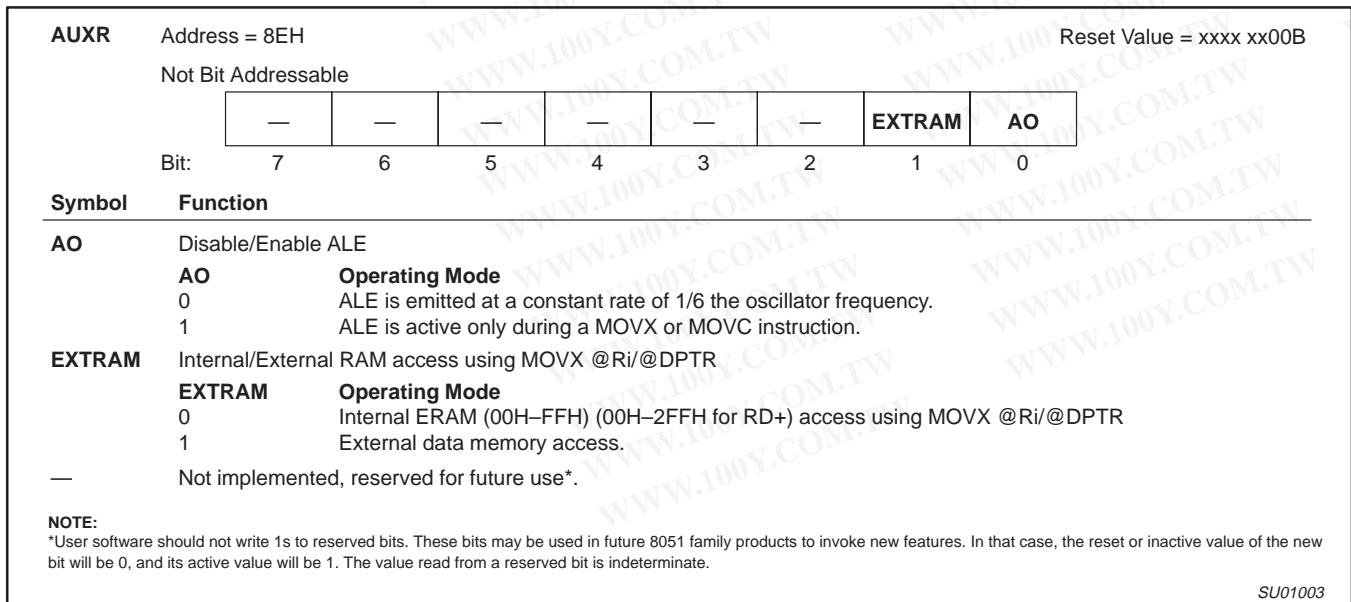 AUXR Address = 8EH Reset Value = xxxx xx00B
Not Bit Addressable
— — — — — — EXTRAM AO
Bit: 7 6 5 4 3 2 1 0
Symbol Function
AO Disable/Enable ALE
AO Operating Mode
0 ALE is emitted at a constant rate of 1/6 the oscillator frequency.
1 ALE is active only during a MOVX or MOVC instruction.
EXTRAM Internal/External RAM access using MOVX @Ri/@DPTR
EXTRAM Operating Mode
0 Internal ERAM (00H–FFH) (00H–2FFH for RD+) access using MOVX @Ri/@DPTR
1 External data memory access.
— Not implemented, reserved for future use*.
NOTE:
*User software should not write 1s to reserved bits. These bits may be used in future 8051 family products to invoke new features. In that case, the reset or inactive value of the new
bit will be 0, and its active value will be 1. The value read from a reserved bit is indeterminate.
SU01003
WWW.100Y.COM.TW